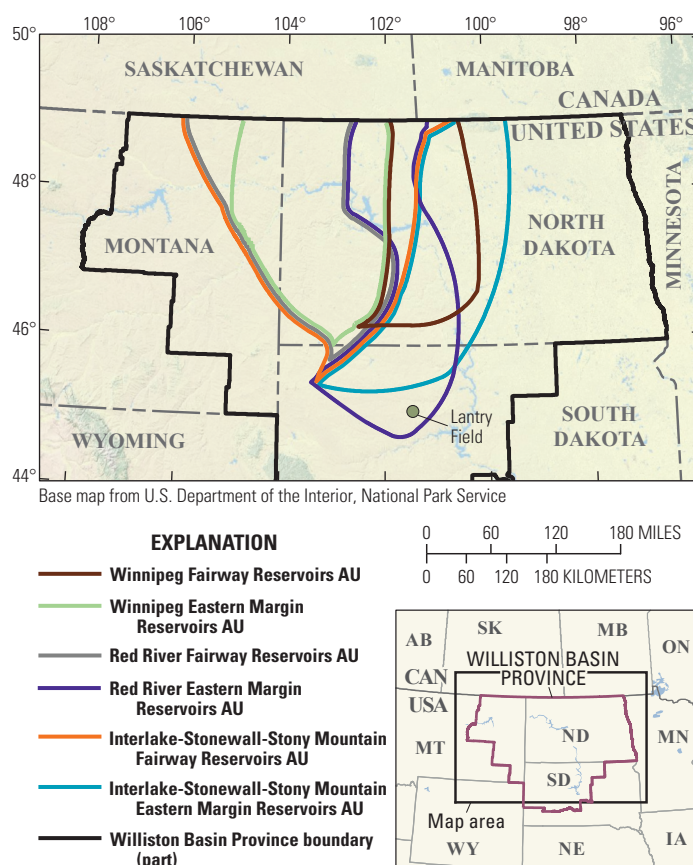 108° 106° 104° 102° 100° 98° 96°
50°
SASKATCHEWAN MANITOBA
CANADA
UNITED STATES
48°
MONTANA
NORTH
DAKOTA
MINNESOTA
46°
Lantry
Field
SOUTH
DAKOTA
WYOMING
44°
Base map from U.S. Department of the Interior, National Park Service
EXPLANATION
Winnipeg Fairway Reservoirs AU
Winnipeg Eastern Margin
Reservoirs AU
Red River Fairway Reservoirs AU
Red River Eastern Margin
Reservoirs AU
Interlake-Stonewall-Stony Mountain
Fairway Reservoirs AU
Interlake-Stonewall-Stony Mountain
Eastern Margin Reservoirs AU
Williston Basin Province boundary
(part)
0 60 120 180 MILES
0 60 120 180 KILOMETERS
AB SK MB ON
CAN
USA
WILLISTON BASIN
PROVINCE
MT ND MN
SD
Map area
WY NE IA